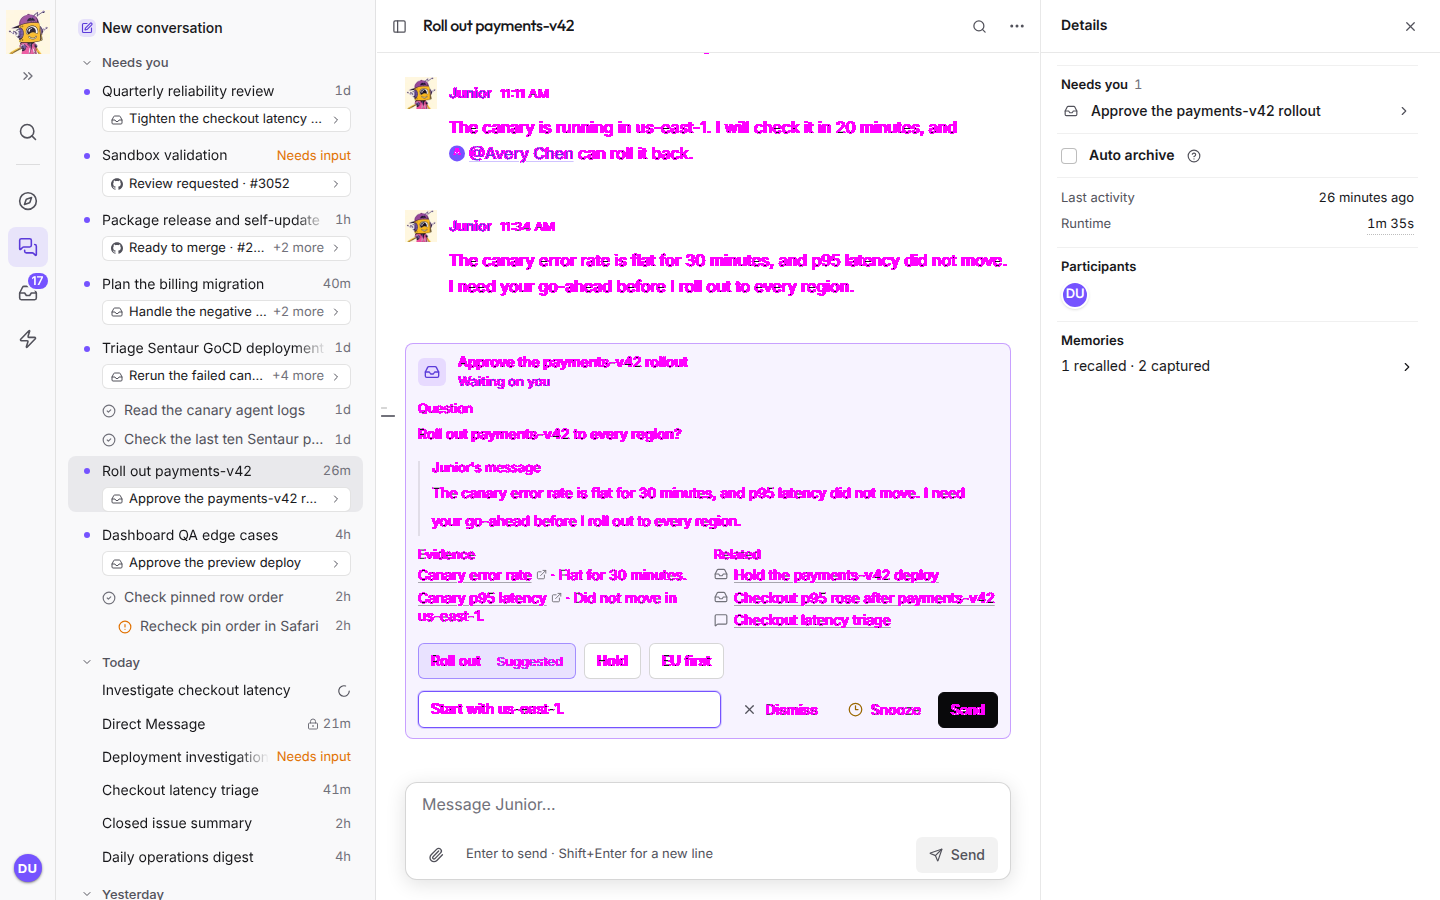 New conversation
Needs you
Quarterly reliability review 1d
Tighten the checkout latency ...
Sandbox validation Needs input
Review requested · #3052
Package release and self-update 1h
Ready to merge · #2... +2 more
Plan the billing migration 40m
Handle the negative ... +2 more
Triage Sentaur GoCD deployment 1d
Rerun the failed can... +4 more
Read the canary agent logs 1d
Check the last ten Sentaur p... 1d
Roll out payments-v42 26m
Approve the payments-v42 r...
Dashboard QA edge cases 4h
Approve the preview deploy
Check pinned row order 2h
Recheck pin order in Safari 2h
Today
Investigate checkout latency
Direct Message 21m
Deployment investigation Needs input
Checkout latency triage 41m
Closed issue summary 2h
Daily operations digest 4h
Yesterday
17
DU
Roll out payments-v42
Junior 11:11 AM
The canary is running in us-east-1. I will check it in 20 minutes, and
@Avery Chen can roll it back.
Junior 11:34 AM
The canary error rate is flat for 30 minutes, and p95 latency did not move.
I need your go-ahead before I roll out to every region.
Approve the payments-v42 rollout
Waiting on you
Question
Roll out payments-v42 to every region?
Junior's message
The canary error rate is flat for 30 minutes, and p95 latency did not move. I need
your go-ahead before I roll out to every region.
Evidence
Canary error rate - Flat for 30 minutes.
Canary p95 latency - Did not move in
us-east-1.
Related
Hold the payments-v42 deploy
Checkout p95 rose after payments-v42
Checkout latency triage
Roll out Suggested Hold EU first
Start with us-east-1. Dismiss Snooze Send
Message Junior...
Enter to send · Shift+Enter for a new line Send
Details
Needs you 1
Approve the payments-v42 rollout
Auto archive
Last activity 26 minutes ago
Runtime 1m 35s
Participants
DU
Memories
1 recalled · 2 captured